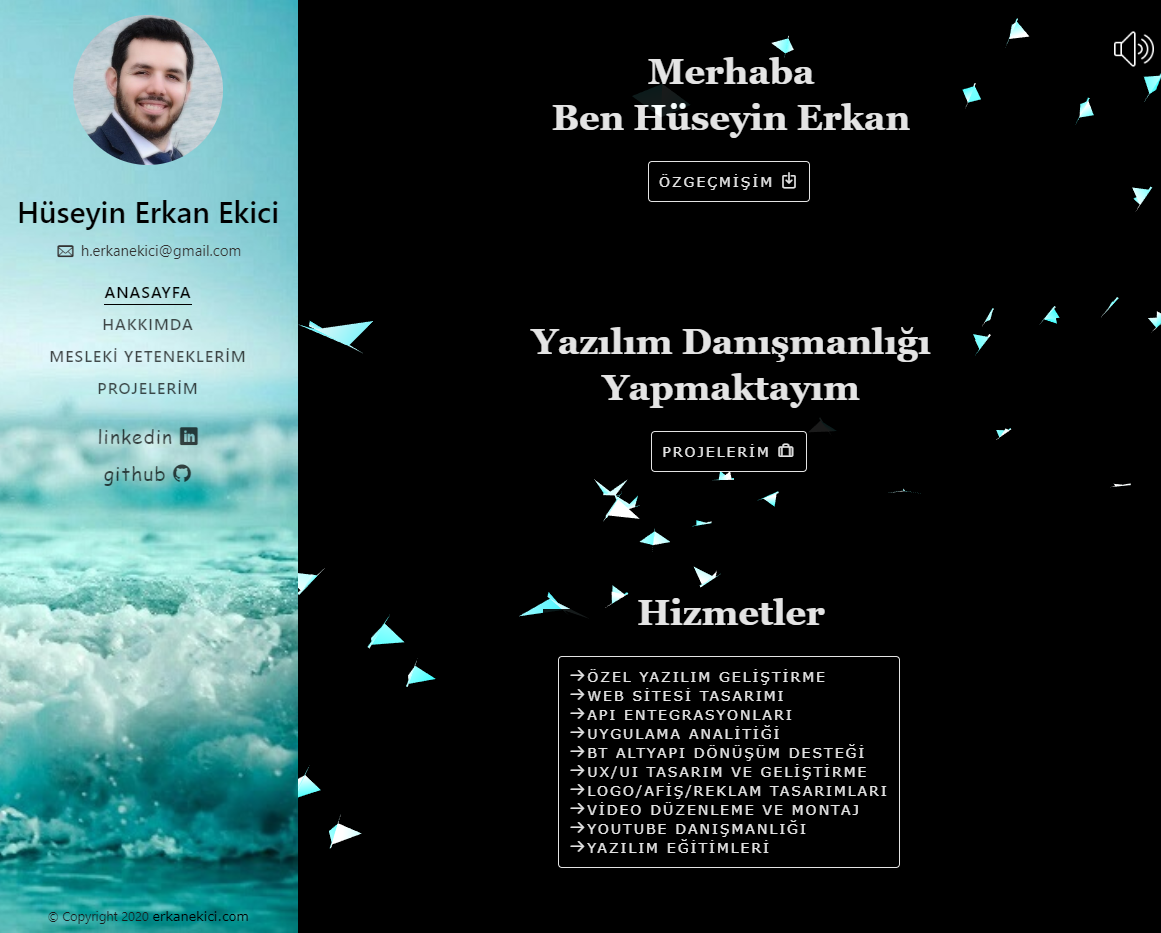 Hüseyin Erkan Ekici
h.erkanekici@gmail.com
ANASAYFA
HAKKIMDA
MESLEKİ YETENEKLERİM
PROJELERİM
linkedin
github
© Copyright 2020 erkanekici.com
Merhaba
Ben Hüseyin Erkan
ÖZGEÇMİŞİM
Yazılım Danışmanlığı
Yapmaktayım
PROJELERİM
Hizmetler
→ÖZEL YAZILIM GELİŞTİRME
→WEB SİTESİ TASARIMI
→API ENTEGRASYONLARI
→UYGULAMA ANALİTİĞİ
→BT ALTYAPI DÖNÜŞÜM DESTEĞİ
→UX/UI TASARIM VE GELİŞTİRME
→LOGO/AFİŞ/REKLAM TASARIMLARI
→VİDEO DÜZENLEME VE MONTAJ
→YOUTUBE DANIŞMANLIĞI
→YAZILIM EĞİTİMLERİ